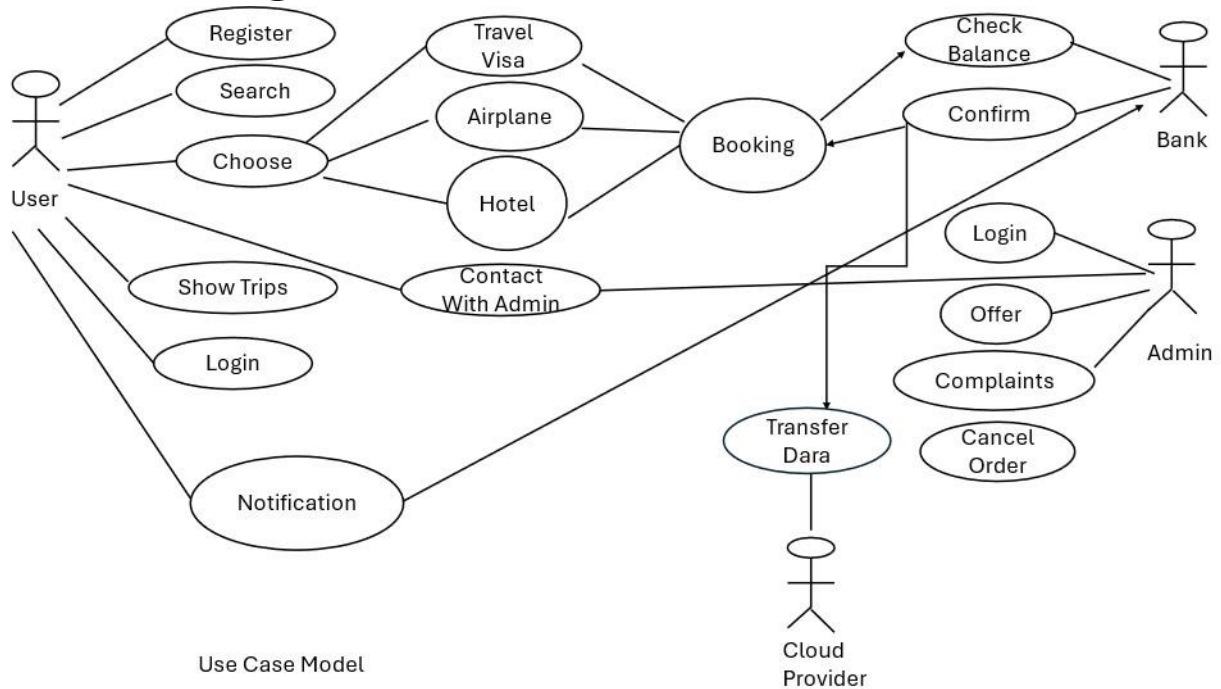 Register
Search
Choose
User
Show Trips
Login
Notification
Travel
Visa
Airplane
Hotel
Contact
With Admin
Booking
Check
Balance
Confirm
Bank
Login
Offer
Complaints
Cancel
Order
Admin
Transfer
Dara
Cloud
Provider
Use Case Model